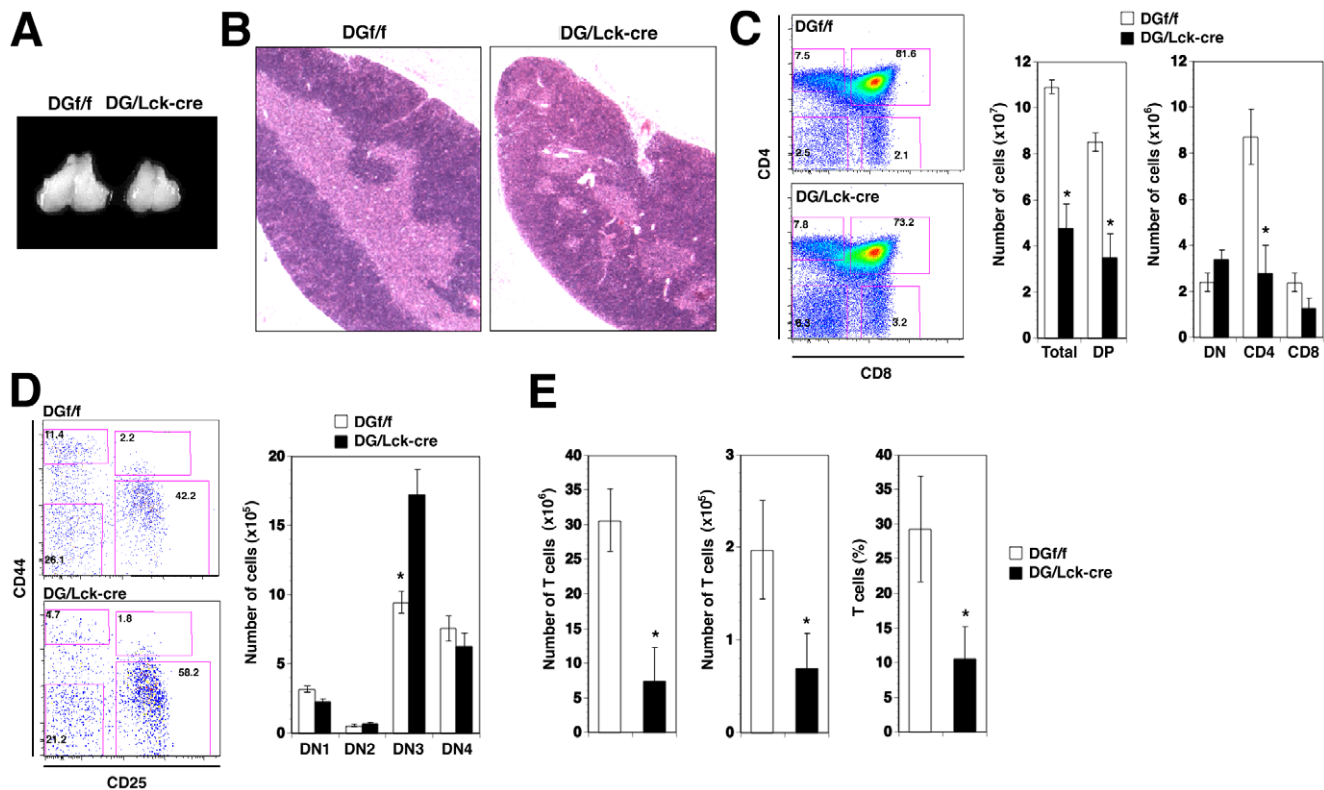 A
DGf/f DG/Lck-cre
B
DGf/f DG/Lck-cre
C
DGf/f
7.5 81.6
2.5 2.1
DG/Lck-cre
7.8 73.2
6.3 3.2
CD4
CD8
DGf/f
DG/Lck-cre
Number of cells (x10⁷)
12
10
8
6
4
2
0
* *
Total DP
Number of cells (x10⁶)
12
10
8
6
4
2
0
*
DN CD4 CD8
D
DGf/f
11.4 2.2
42.2
26.1
DG/Lck-cre
4.7 1.8
58.2
21.2
CD44
CD25
DGf/f
DG/Lck-cre
Number of cells (x10⁵)
20
15
10
5
0
*
DN1 DN2 DN3 DN4
E
Number of T cells (x10⁶)
40
35
30
25
20
15
10
5
0
*
Number of T cells (x10⁵)
3
2
1
0
*
T cells (%)
40
35
30
25
20
15
10
5
0
*
DGf/f
DG/Lck-cre